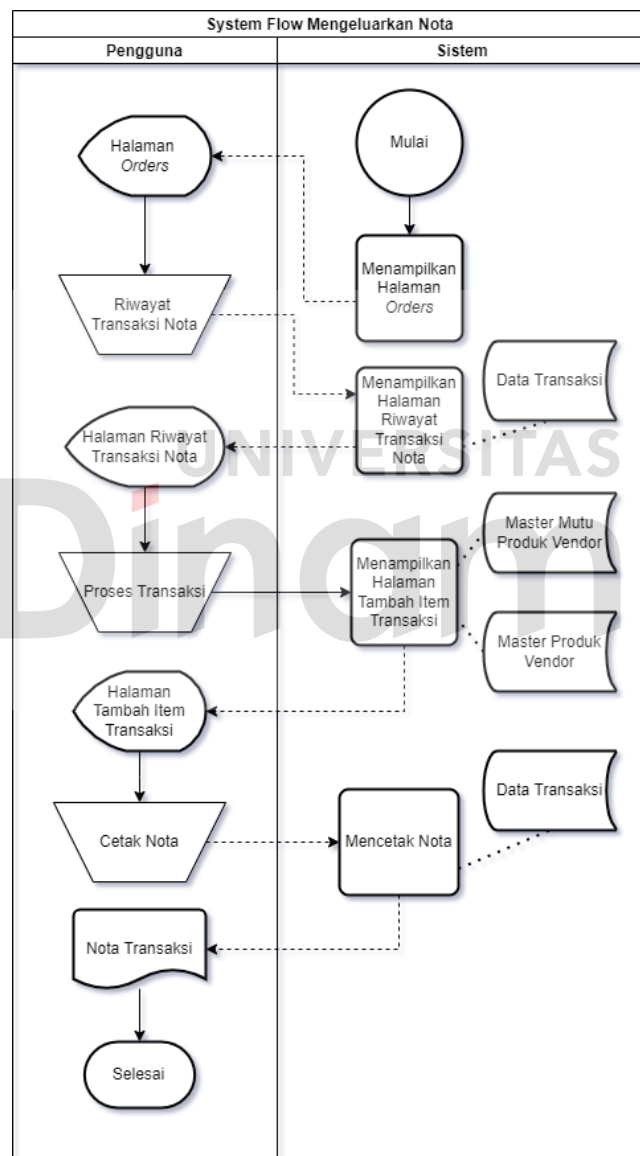 System Flow Mengeluarkan Nota
Pengguna
Sistem
Mulai
Halaman
Orders
Menampilkan
Halaman
Orders
Riwayat
Transaksi Nota
Menampilkan
Halaman
Riwayat
Transaksi
Nota
Data Transaksi
Halaman Riwayat
Transaksi Nota
UNIVERSITAS
Dinam
Master Mutu
Produk Vendor
Proses Transaksi
Menampilkan
Halaman
Tambah Item
Transaksi
Master Produk
Vendor
Halaman
Tambah Item
Transaksi
Data Transaksi
Cetak Nota
Mencetak Nota
Nota Transaksi
Selesai